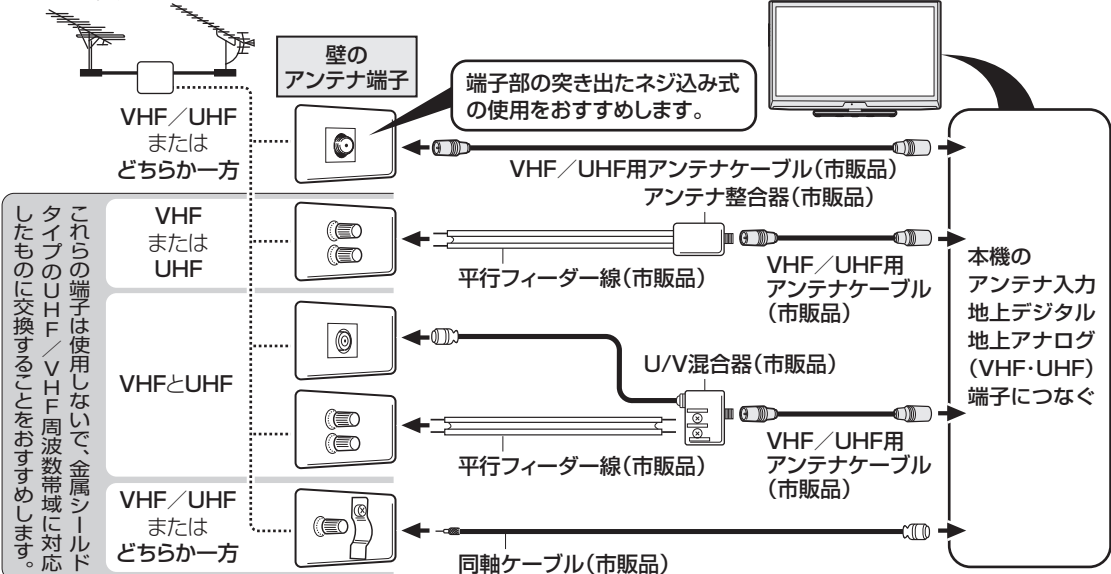 壁の
アンテナ端子
端子部の突き出たネジ込み式
の使用をおすすめします。
VHF／UHF
または
どちらか一方
VHF／UHF用アンテナケーブル（市販品）
アンテナ整合器（市販品）
VHF
または
UHF
平行フィーダー線（市販品）
VHF／UHF用
アンテナケーブル
（市販品）
VHFとUHF
U/V混合器（市販品）
平行フィーダー線（市販品）
VHF／UHF用
アンテナケーブル
（市販品）
VHF／UHF
または
どちらか一方
同軸ケーブル（市販品）
これらの端子は使用しないで、金属シールド
タイプのUHF／VHF周波数帯域に対応
したものに交換することをおすすめします。
本機の
アンテナ入力
地上デジタル
地上アナログ
（VHF・UHF）
端子につなぐ